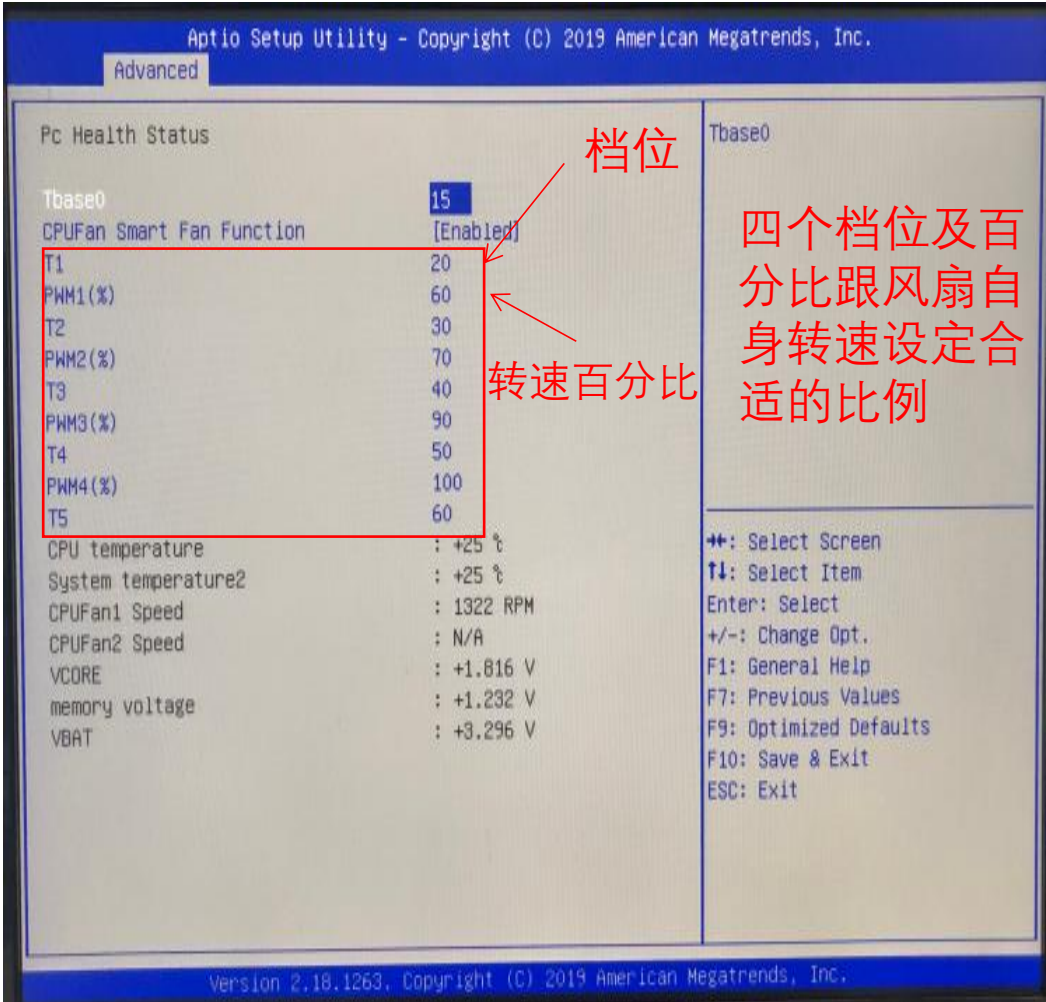 Aptio Setup Utility - Copyright (C) 2019 American Megatrends, Inc.
Advanced
Pc Health Status
Tbase0 15
CPUFan Smart Fan Function [Enabled]
T1 20
PWM1(%) 60
T2 30
PWM2(%) 70
T3 40
PWM3(%) 90
T4 50
PWM4(%) 100
T5 60
CPU temperature : +25 ℃
System temperature2 : +25 ℃
CPUFan1 Speed : 1322 RPM
CPUFan2 Speed : N/A
VCORE : +1.816 V
memory voltage : +1.232 V
VBAT : +3.296 V
档位
转速百分比
Tbase0
四个档位及百
分比跟风扇自
身转速设定合
适的比例
→←: Select Screen
↑↓: Select Item
Enter: Select
+/-: Change Opt.
F1: General Help
F7: Previous Values
F9: Optimized Defaults
F10: Save & Exit
ESC: Exit
Version 2.18.1263. Copyright (C) 2019 American Megatrends, Inc.